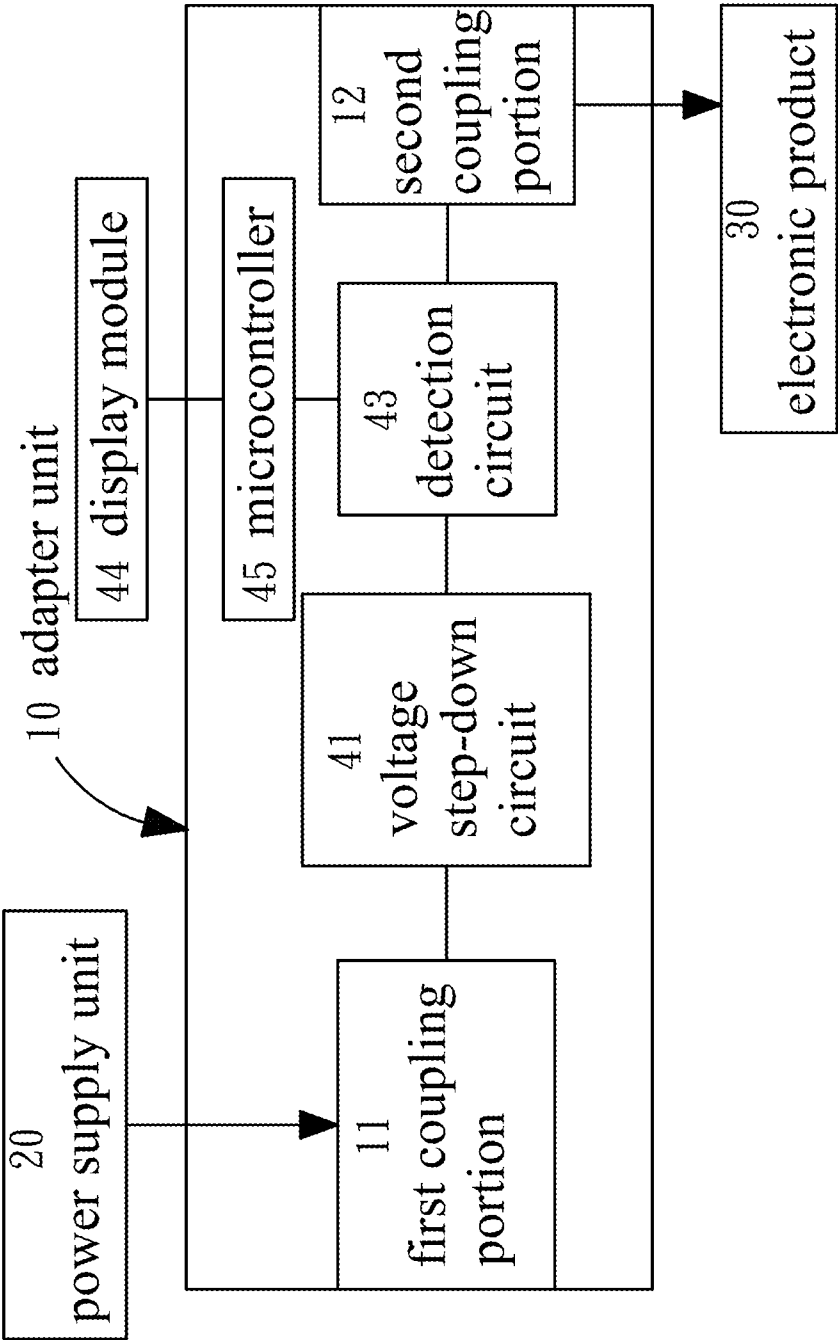 20
power supply unit
10 adapter unit
44 display module
45 microcontroller
11
first coupling
portion
41
voltage
step-down
circuit
43
detection
circuit
12
second
coupling
portion
30
electronic product